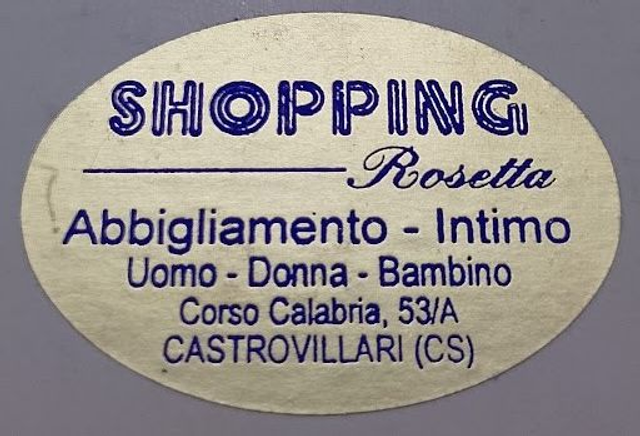 SHOPPING
Rosetta
Abbigliamento - Intimo
Uomo - Donna - Bambino
Corso Calabria, 53/A
CASTROVILLARI (CS)